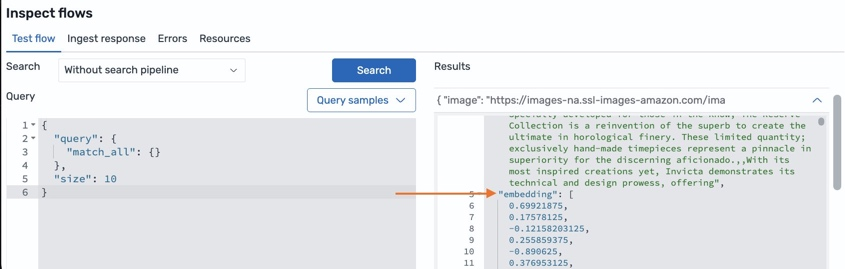 Inspect flows
Test flow Ingest response Errors Resources
Search Without search pipeline Search
Query Query samples
1 {
2 "query": {
3 "match_all": {}
4 },
5 "size": 10
6 }
Results
{ "image": "https://images-na.ssl-images-amazon.com/ima
Collection is a reinvention of the superb to create the
ultimate in horological finery. These limited quantity;
exclusively hand-made timepieces represent a pinnacle in
superiority for the discerning aficionado.,,With its
most inspired creations yet, Invicta demonstrates its
technical and design prowess, offering",
5 "embedding": [
6 0.69921875,
7 0.17578125,
8 -0.12158203125,
9 0.255859375,
10 -0.890625,
11 0.376953125,